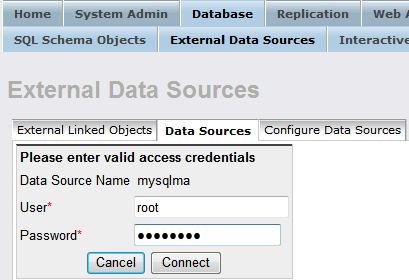 Home System Admin Database Replication Web A
SQL Schema Objects External Data Sources Interactive
External Data Sources
External Linked Objects Data Sources Configure Data Sources
Please enter valid access credentials
Data Source Name mysqlma
User* root
Password* ●●●●●●●●
Cancel Connect